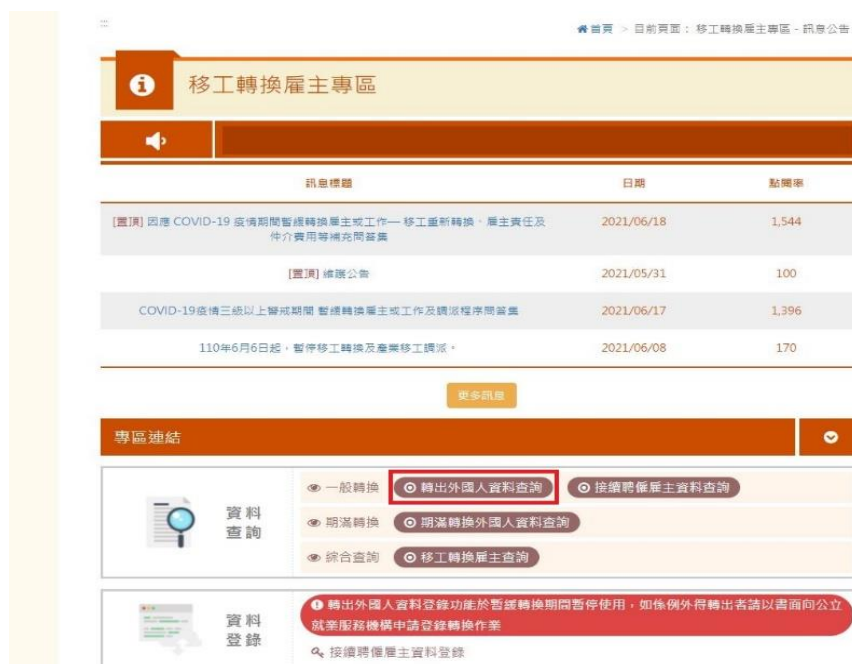 首頁 > 目前頁面： 移工轉換雇主專區 - 訊息公告
移工轉換雇主專區
訊息標題 日期 點閱率
[置頂] 因應 COVID-19 疫情期間暫緩轉換雇主或工作— 移工重新轉換、雇主責任及
仲介費用等補充問答集 2021/06/18 1,544
[置頂] 維護公告 2021/05/31 100
COVID-19疫情三級以上警戒期間 暫緩轉換雇主或工作及調派程序問答集 2021/06/17 1,396
110年6月6日起，暫停移工轉換及產業移工調派。 2021/06/08 170
更多訊息
專區連結
資料
查詢
一般轉換 轉出外國人資料查詢 接續聘僱雇主資料查詢
期滿轉換 期滿轉換外國人資料查詢
綜合查詢 移工轉換雇主查詢
資料
登錄
轉出外國人資料登錄功能於暫緩轉換期間暫停使用，如係例外得轉出者請以書面向公立
就業服務機構申請登錄轉換作業
接續聘僱雇主資料登錄